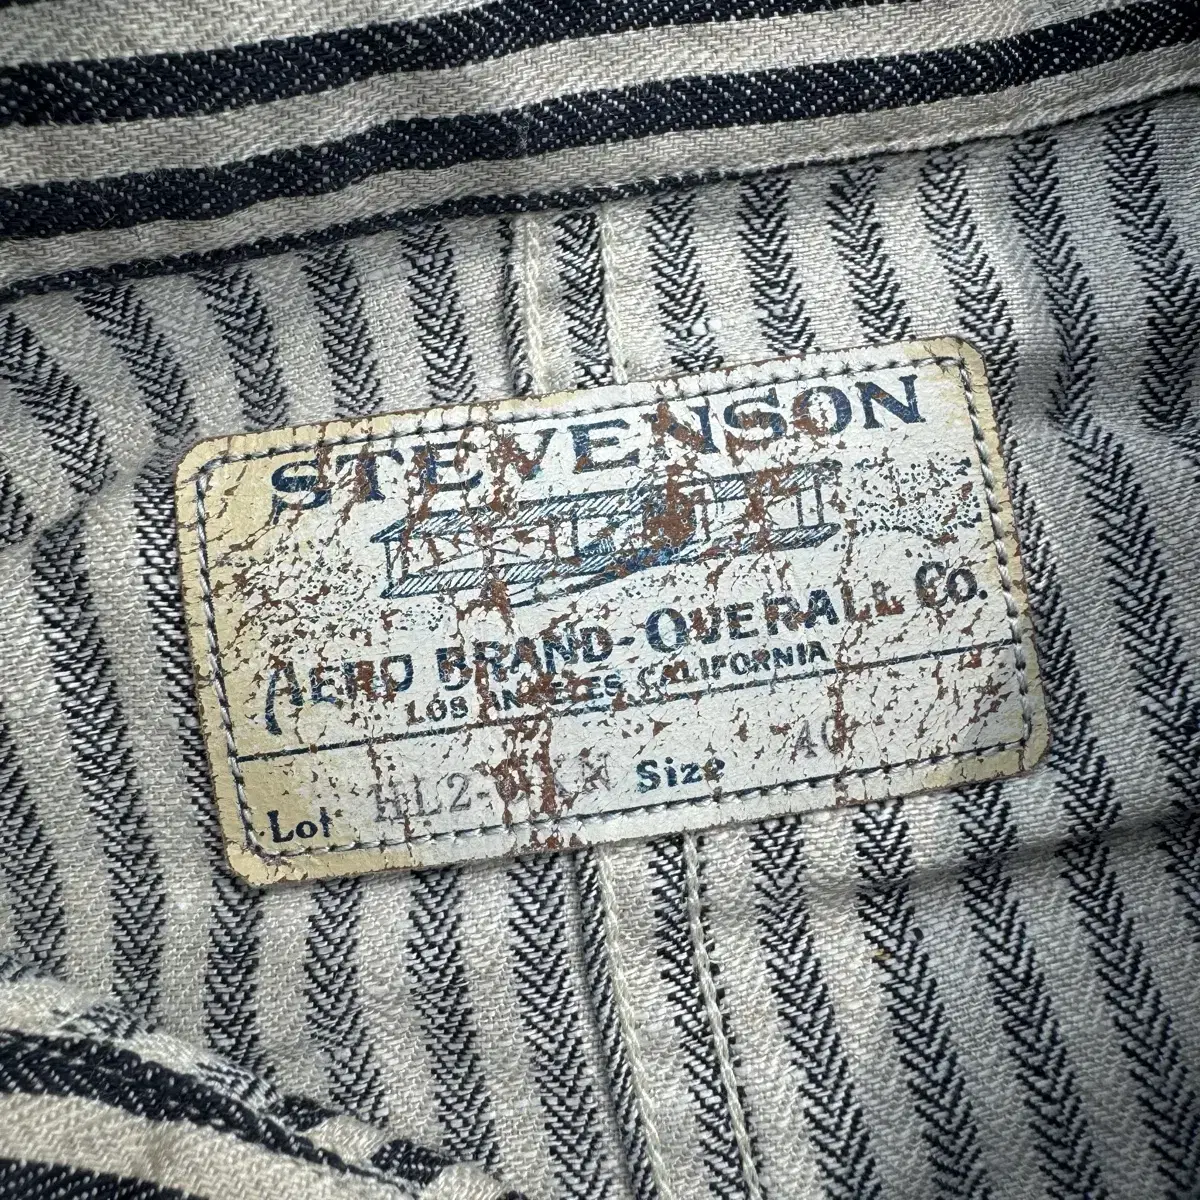 STEVENSON
AERO BRAND-OVERALL CO.
LOS ANGELES CALIFORNIA
Lot Size 40